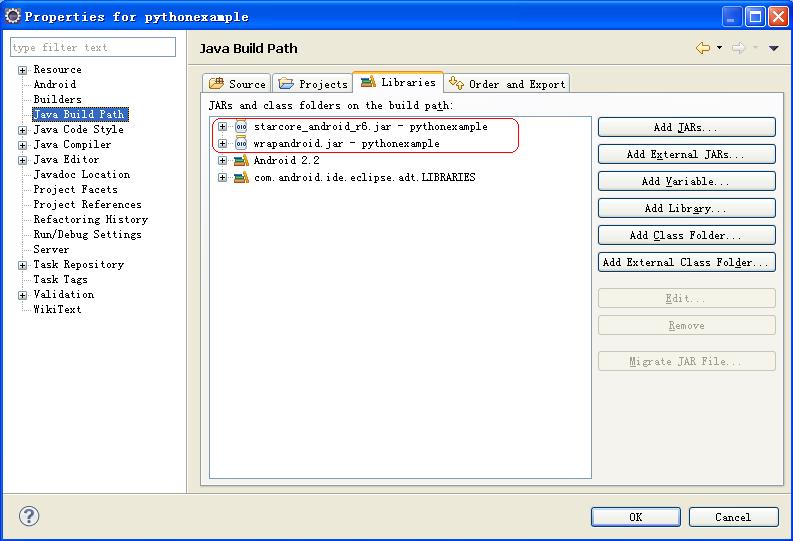 Properties for pythonexample
type filter text
Resource
Android
Builders
Java Build Path
Java Code Style
Java Compiler
Java Editor
Javadoc Location
Project Facets
Project References
Refactoring History
Run/Debug Settings
Server
Task Repository
Task Tags
Validation
WikiText
Java Build Path
Source Projects Libraries Order and Export
JARs and class folders on the build path:
starcore_android_r6.jar - pythonexample
wrapandroid.jar - pythonexample
Android 2.2
com.android.ide.eclipse.adt.LIBRARIES
Add JARs...
Add External JARs...
Add Variable...
Add Library...
Add Class Folder...
Add External Class Folder...
Edit...
Remove
Migrate JAR File...
OK Cancel